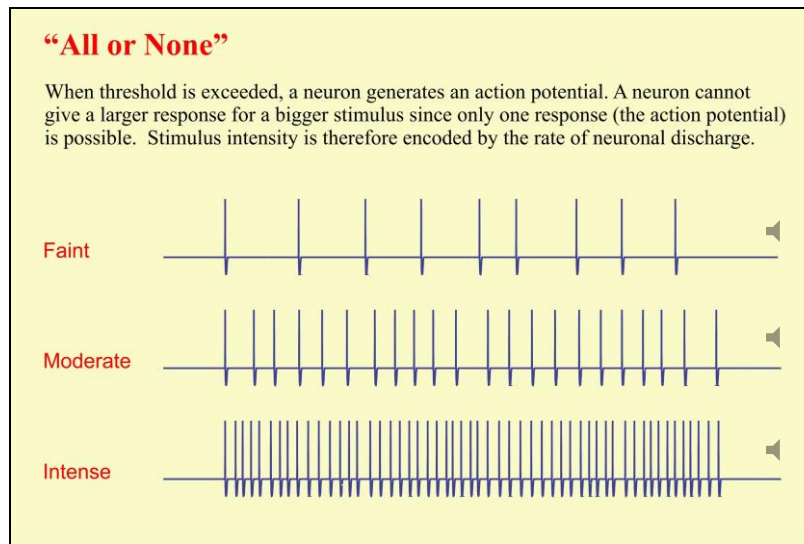 “All or None”
When threshold is exceeded, a neuron generates an action potential. A neuron cannot
give a larger response for a bigger stimulus since only one response (the action potential)
is possible.  Stimulus intensity is therefore encoded by the rate of neuronal discharge.
Faint
Moderate
Intense